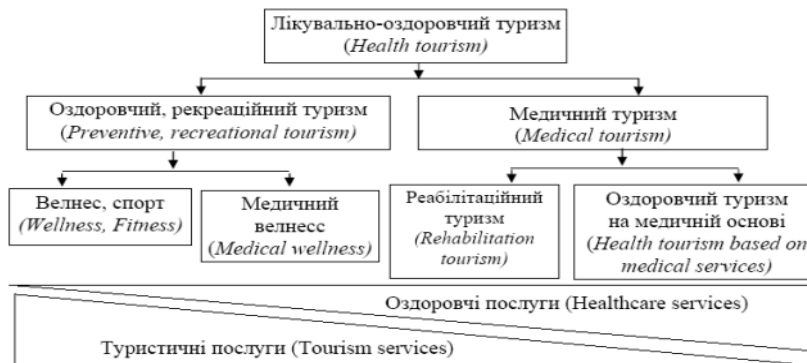 Лікувально-оздоровчий туризм
(Health tourism)
Оздоровчий, рекреаційний туризм
(Preventive, recreational tourism)
Медичний туризм
(Medical tourism)
Велнес, спорт
(Wellness, Fitness)
Медичний
велнесс
(Medical wellness)
Реабілітаційний
туризм
(Rehabilitation
tourism)
Оздоровчий туризм
на медичній основі
(Health tourism based on
medical services)
Оздоровчі послуги (Healthcare services)
Туристичні послуги (Tourism services)